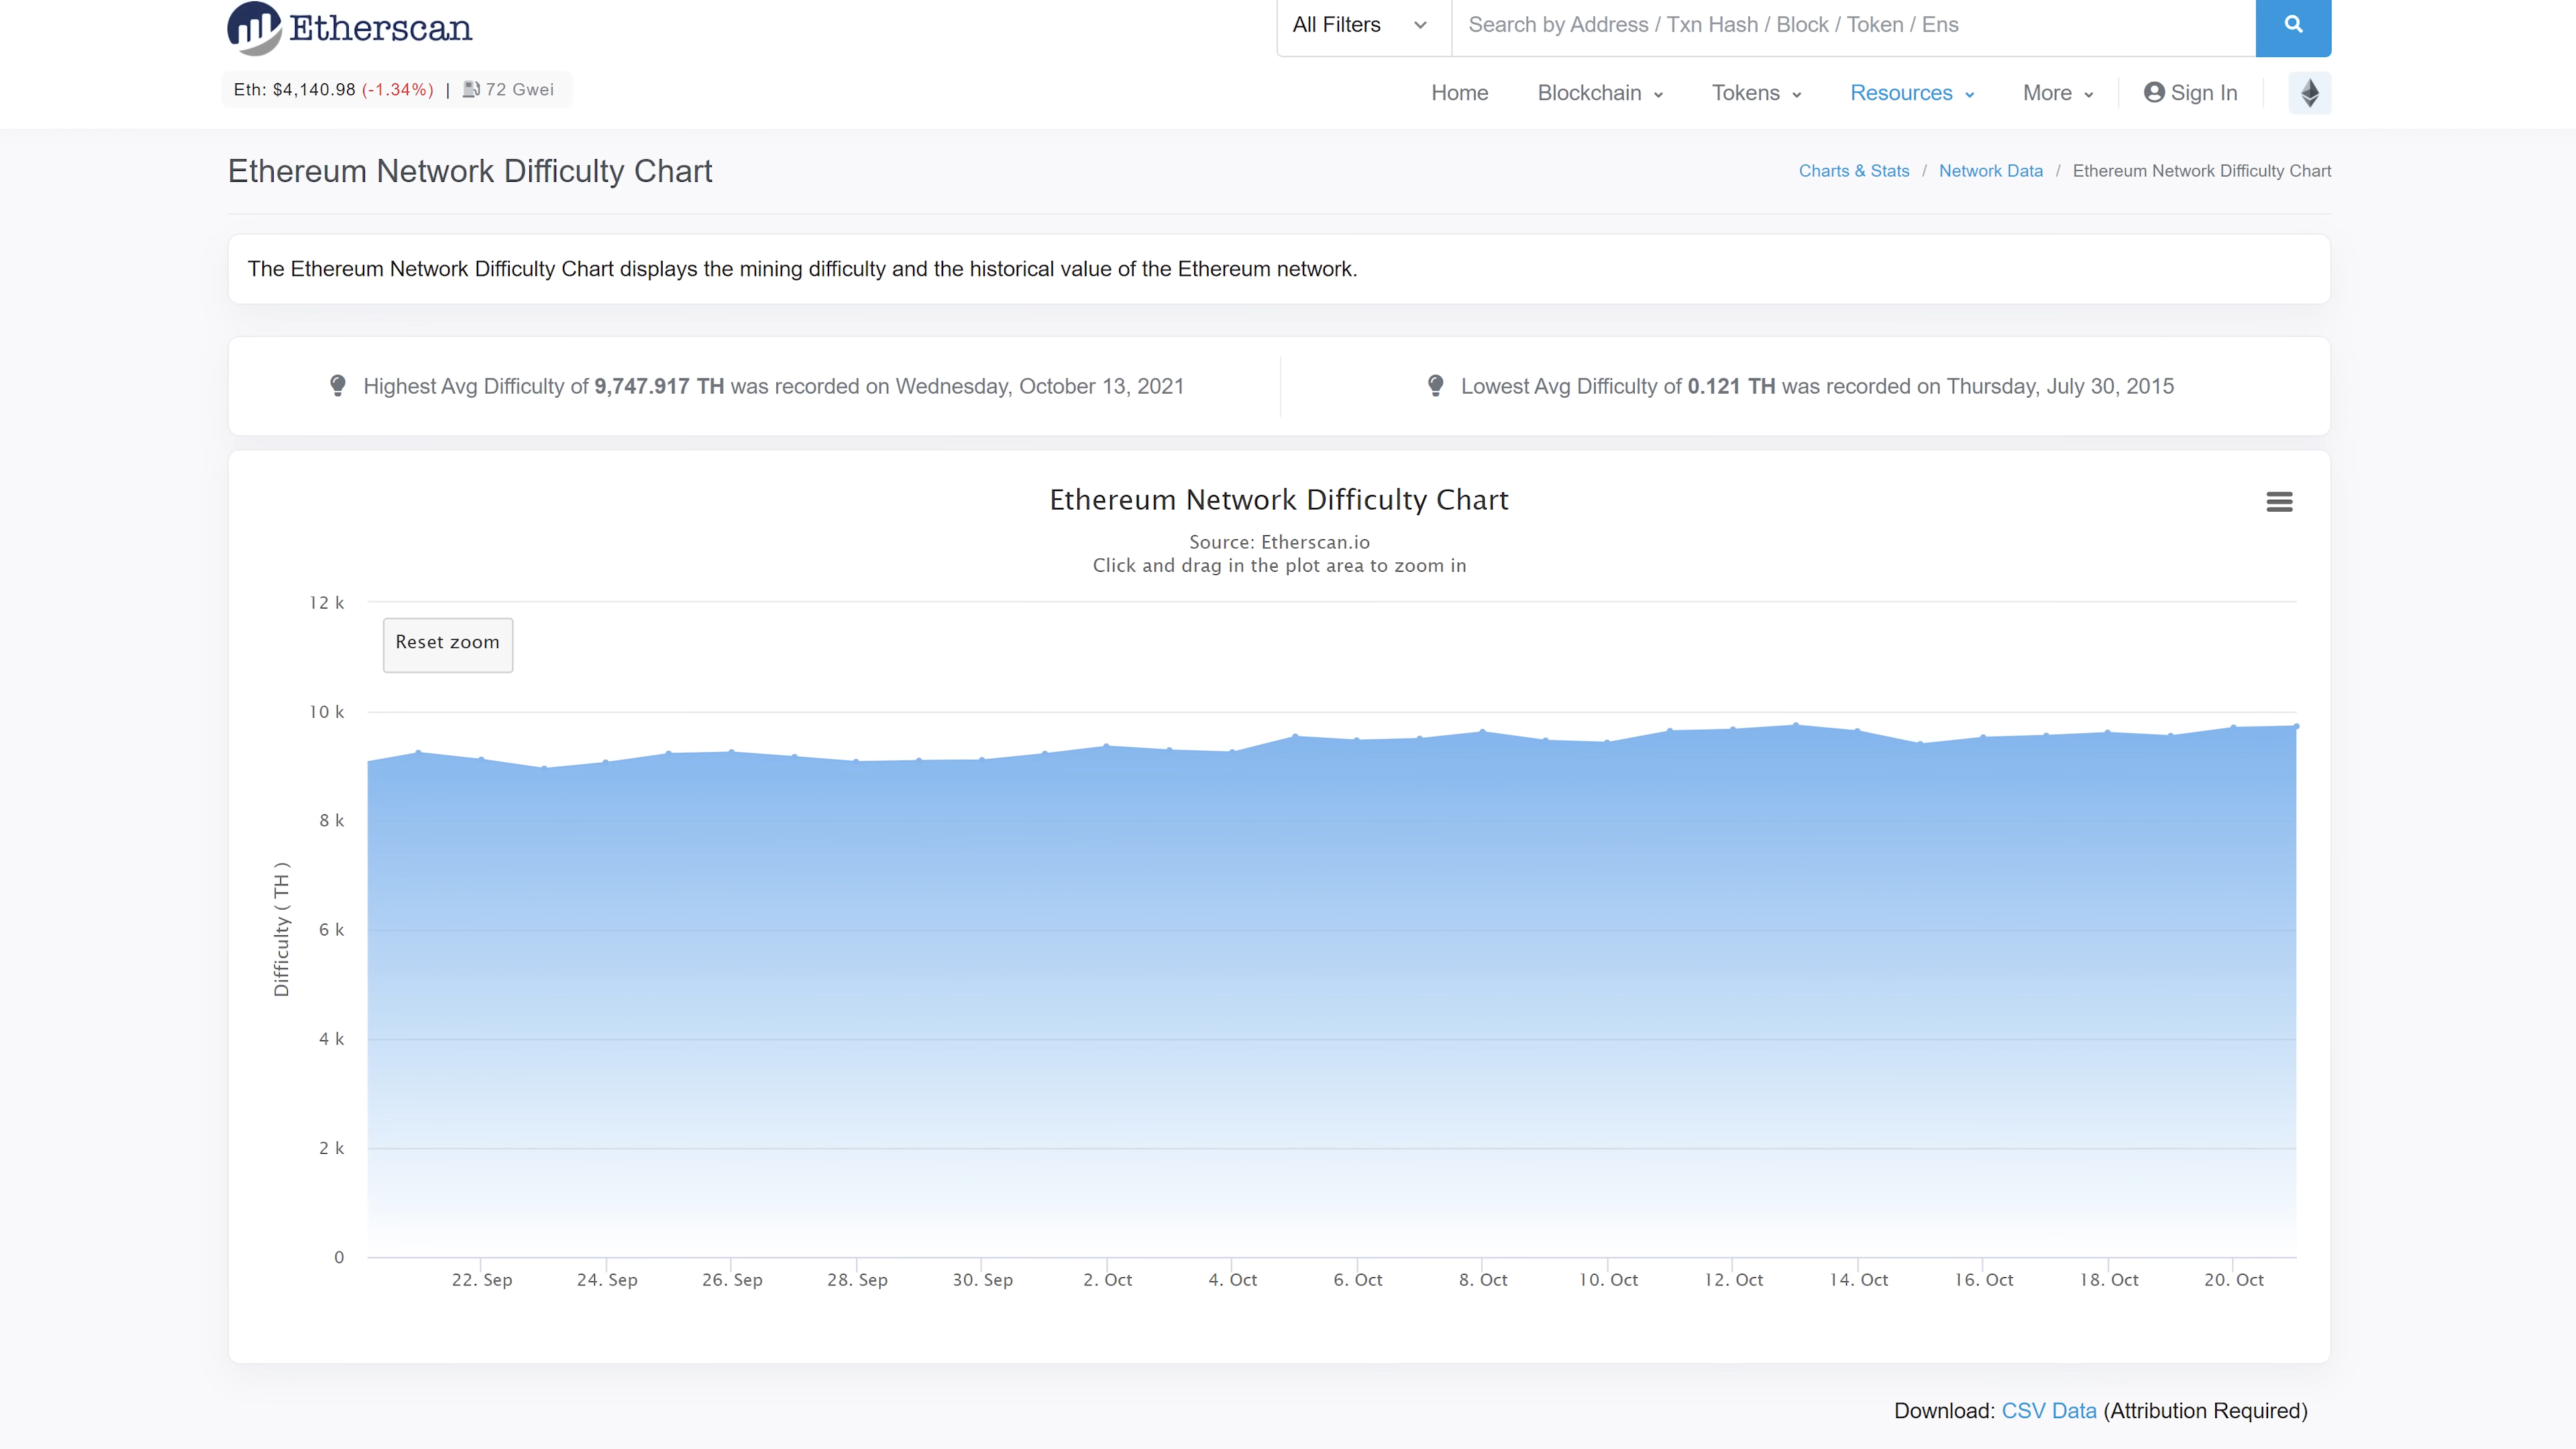 Etherscan
All Filters
Search by Address / Txn Hash / Block / Token / Ens
Eth: $4,140.98 (-1.34%) | 72 Gwei
Home Blockchain Tokens Resources More Sign In
Ethereum Network Difficulty Chart
Charts & Stats / Network Data / Ethereum Network Difficulty Chart
The Ethereum Network Difficulty Chart displays the mining difficulty and the historical value of the Ethereum network.
Highest Avg Difficulty of 9,747.917 TH was recorded on Wednesday, October 13, 2021
Lowest Avg Difficulty of 0.121 TH was recorded on Thursday, July 30, 2015
Ethereum Network Difficulty Chart
Source: Etherscan.io
Click and drag in the plot area to zoom in
Reset zoom
12 k
10 k
8 k
6 k
4 k
2 k
0
Difficulty ( TH )
22. Sep 24. Sep 26. Sep 28. Sep 30. Sep 2. Oct 4. Oct 6. Oct 8. Oct 10. Oct 12. Oct 14. Oct 16. Oct 18. Oct 20. Oct
Download: CSV Data (Attribution Required)